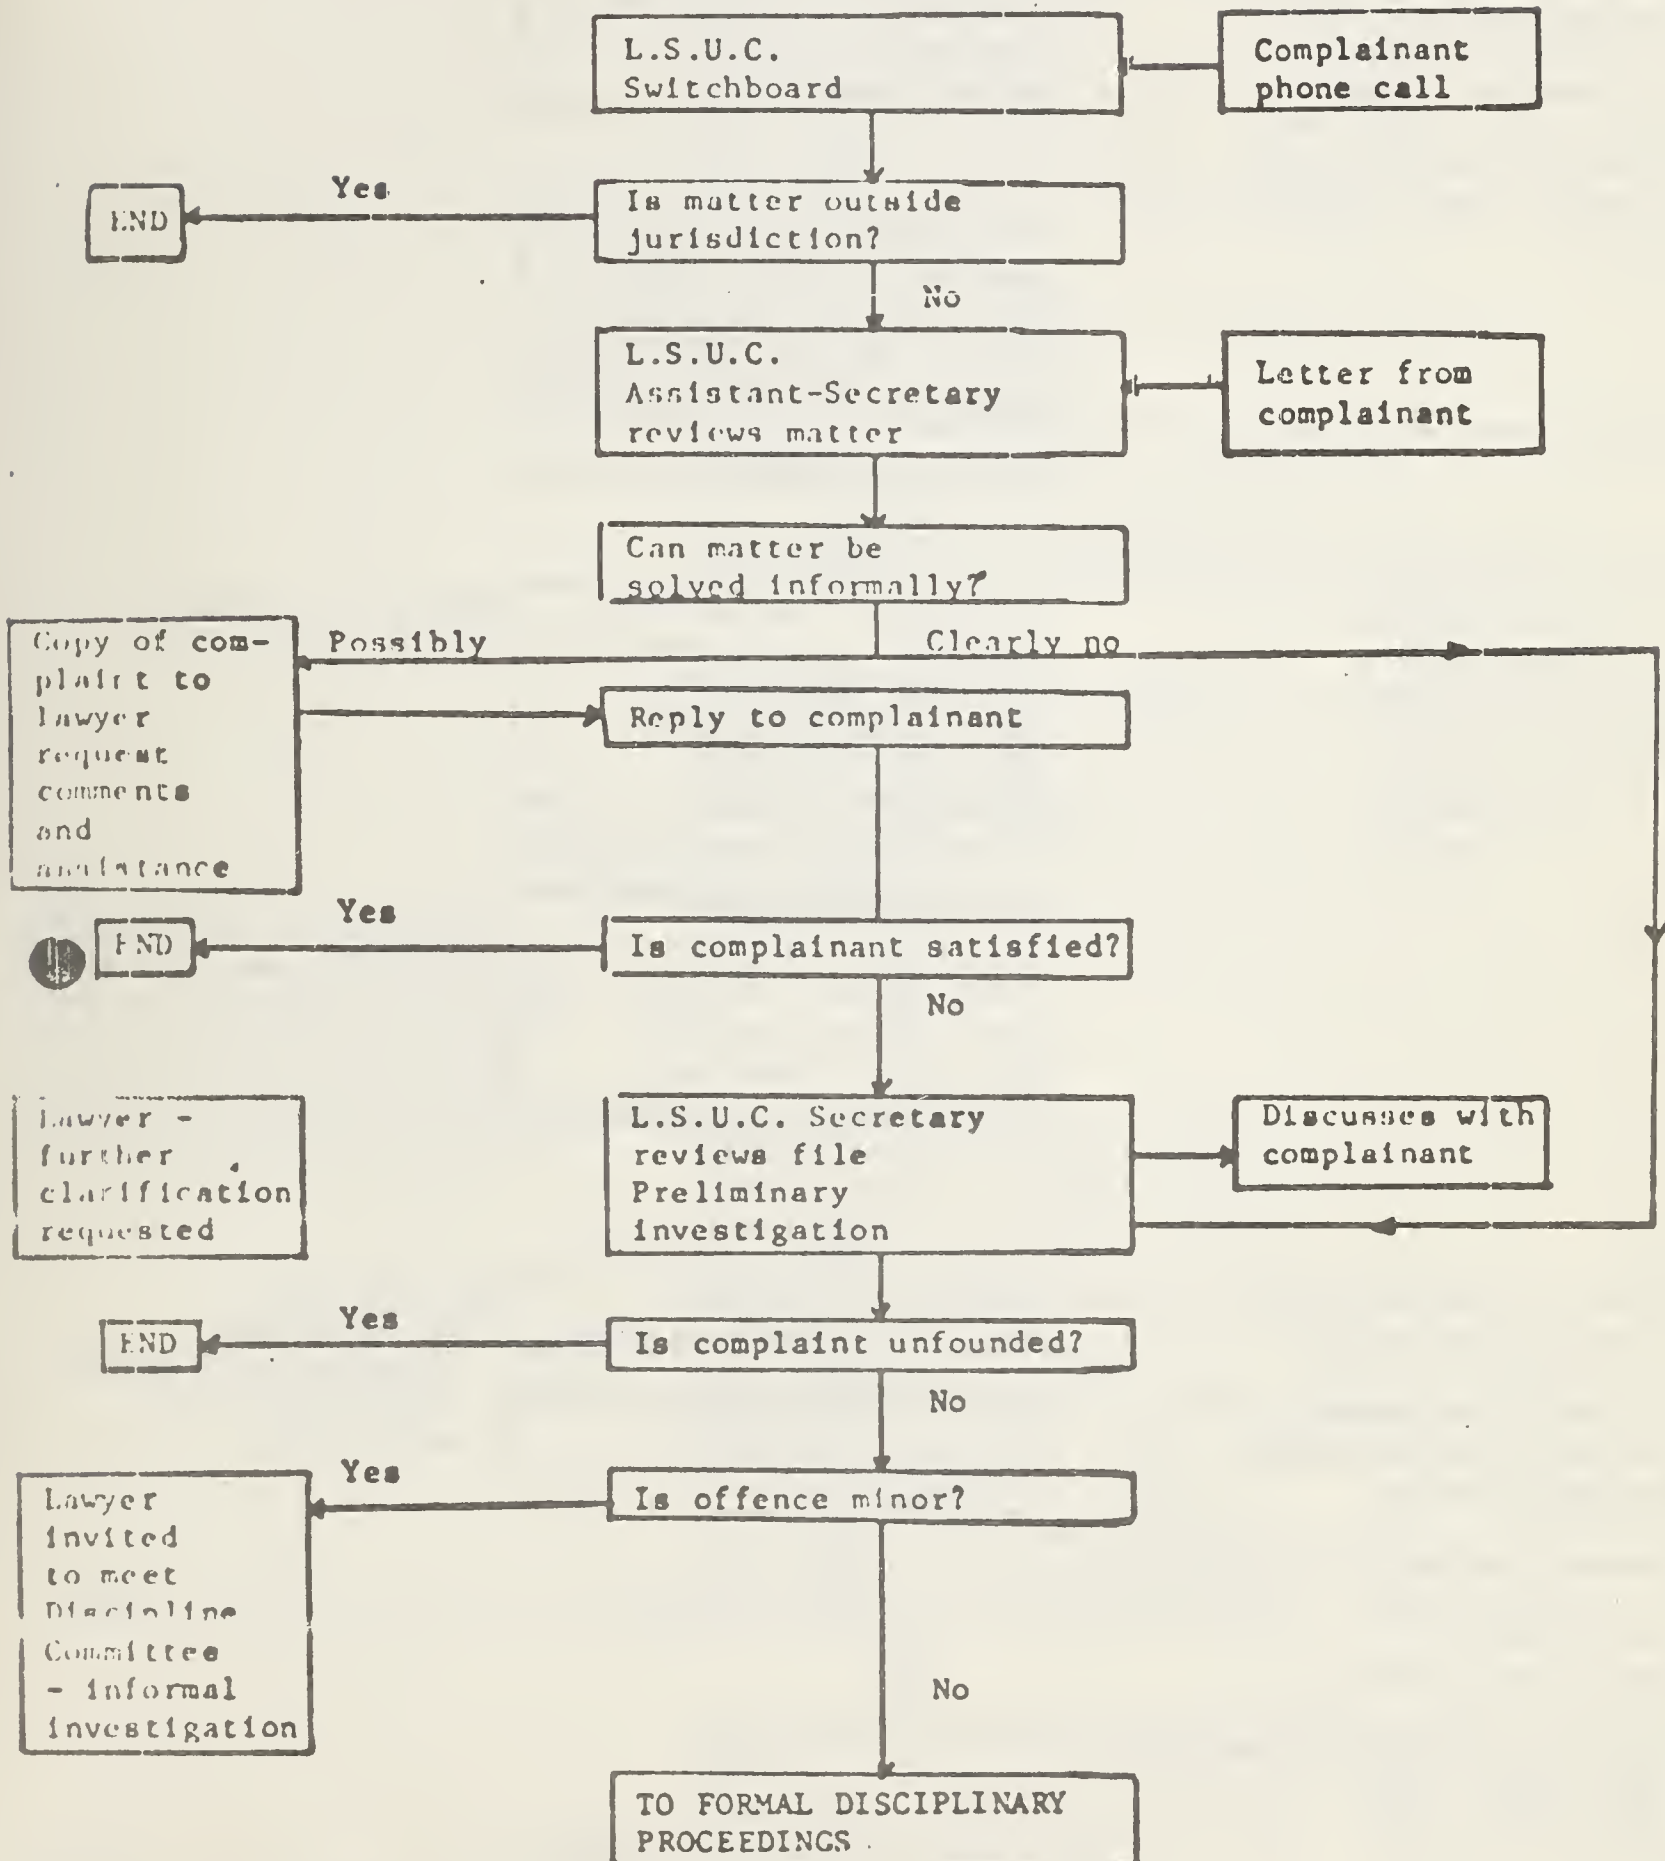 L.S.U.C.
Switchboard
Complainant
phone call
Yes
END
Is matter outside
jurisdiction?
No
L.S.U.C.
Assistant-Secretary
reviews matter
Letter from
complainant
Can matter be
solved informally?
Possibly
Clearly no
Copy of com-
plaint to
lawyer
request
comments
and
assistance
Reply to complainant
Yes
END
Is complainant satisfied?
No
Lawyer -
further
clarification
requested
L.S.U.C. Secretary
reviews file
Preliminary
investigation
Discusses with
complainant
Yes
END
Is complaint unfounded?
No
Yes
Is offence minor?
Lawyer
invited
to meet
Discipline
Committee
- informal
investigation
No
TO FORMAL DISCIPLINARY
PROCEEDINGS